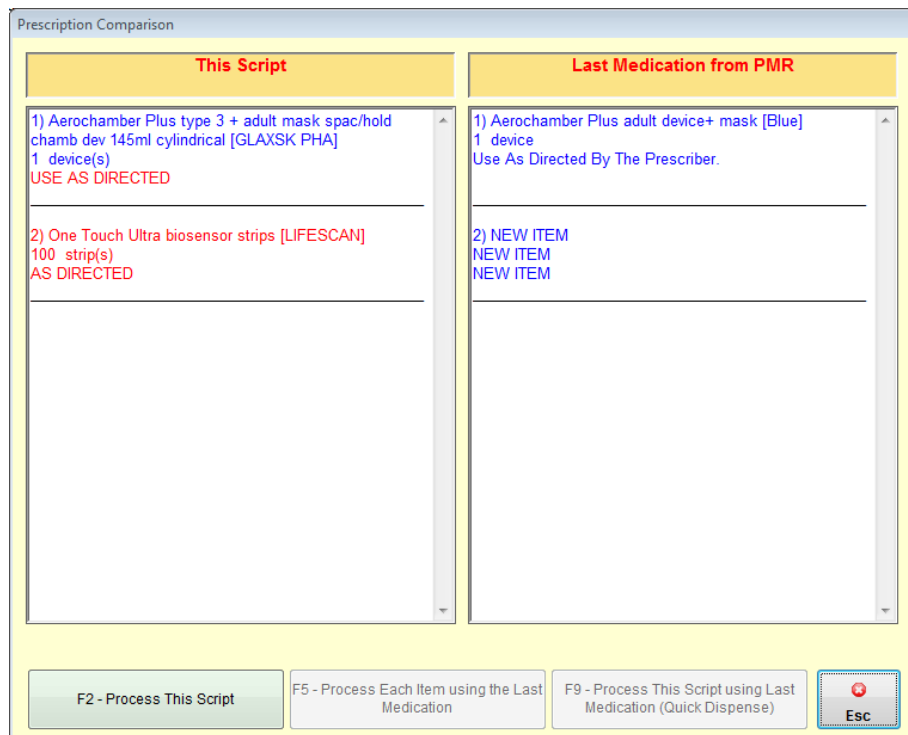 Prescription Comparison
This Script
Last Medication from PMR
1) Aerochamber Plus type 3 + adult mask spac/hold
chamb dev 145ml cylindrical [GLAXSK PHA]
1 device(s)
USE AS DIRECTED
2) One Touch Ultra biosensor strips [LIFESCAN]
100 strip(s)
AS DIRECTED
1) Aerochamber Plus adult device+ mask [Blue]
1 device
Use As Directed By The Prescriber.
2) NEW ITEM
NEW ITEM
NEW ITEM
F2 - Process This Script
F5 - Process Each Item using the Last
Medication
F9 - Process This Script using Last
Medication (Quick Dispense)
Esc